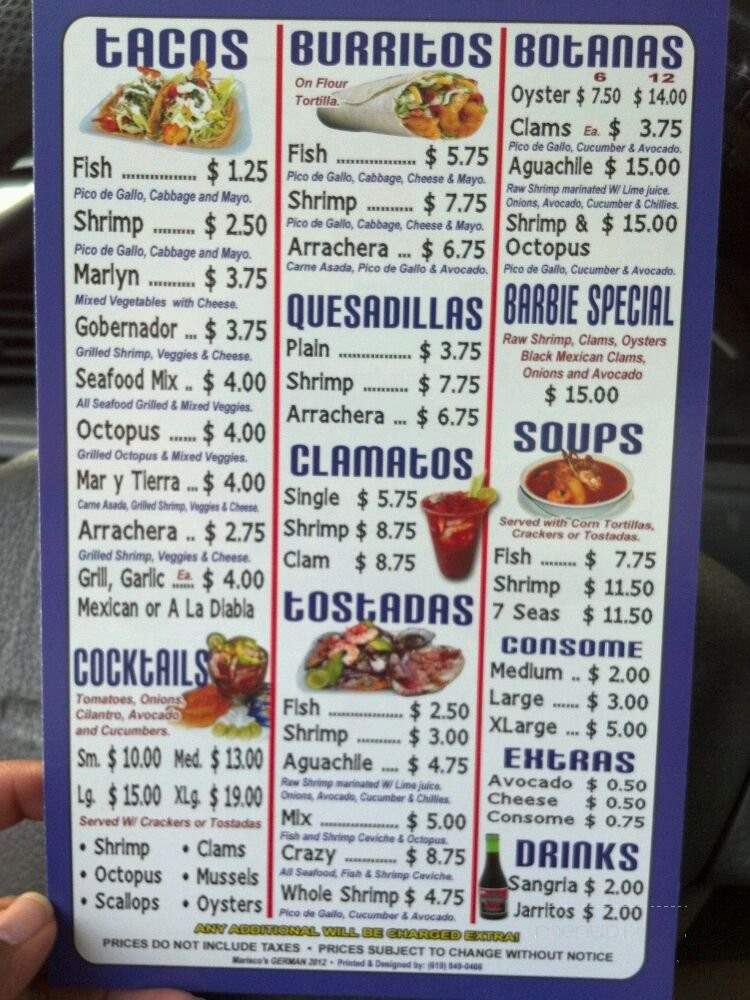 TACOS
Fish ................ $ 1.25
Pico de Gallo, Cabbage and Mayo.
Shrimp .......... $ 2.50
Pico de Gallo, Cabbage and Mayo.
Marlyn .......... $ 3.75
Mixed Vegetables with Cheese.
Gobernador ... $ 3.75
Grilled Shrimp, Veggies & Cheese.
Seafood Mix .. $ 4.00
All Seafood Grilled & Mixed Veggies.
Octopus ...... $ 4.00
Grilled Octopus & Mixed Veggies.
Mar y Tierra ... $ 4.00
Carne Asada, Grilled Shrimp, Veggies & Cheese.
Arrachera .. $ 2.75
Grilled Shrimp, Veggies & Cheese.
Grill, Garlic Ea. ...... $ 4.00
Mexican or A La Diabla
COCKTAILS
Tomatoes, Onions,
Cilantro, Avocado
and Cucumbers.
Sm. $ 10.00 Med. $ 13.00
Lg. $ 15.00 XLg. $ 19.00
Served W/ Crackers or Tostadas
• Shrimp • Clams
• Octopus • Mussels
• Scallops • Oysters
BURRITOS
On Flour
Tortilla.
Fish ................ $ 5.75
Pico de Gallo, Cabbage, Cheese & Mayo.
Shrimp .......... $ 7.75
Pico de Gallo, Cabbage, Cheese & Mayo.
Arrachera ... $ 6.75
Carne Asada, Pico de Gallo & Avocado.
QUESADILLAS
Plain ................ $ 3.75
Shrimp .......... $ 7.75
Arrachera ... $ 6.75
CLAMATOS
Single $ 5.75
Shrimp $ 8.75
Clam $ 8.75
TOSTADAS
Fish ................ $ 2.50
Shrimp .......... $ 3.00
Aguachile .... $ 4.75
Raw Shrimp marinated W/ Lime juice.
Onions, Avocado, Cucumber & Chillies.
Mix ................. $ 5.00
Fish and Shrimp Ceviche & Octopus.
Crazy ............ $ 8.75
All Seafood, Fish & Shrimp Ceviche.
Whole Shrimp $ 4.75
Pico de Gallo, Cucumber & Avocado.
BOTANAS
6 12
Oyster $ 7.50 $ 14.00
Clams Ea. $ 3.75
Pico de Gallo, Cucumber & Avocado.
Aguachile $ 15.00
Raw Shrimp marinated W/ Lime juice.
Onions, Avocado, Cucumber & Chillies.
Shrimp & $ 15.00
Octopus
Pico de Gallo, Cucumber & Avocado.
BARBIE SPECIAL
Raw Shrimp, Clams, Oysters
Black Mexican Clams,
Onions and Avocado
$ 15.00
SOUPS
Served with Corn Tortillas,
Crackers or Tostadas.
Fish ........ $ 7.75
Shrimp $ 11.50
7 Seas $ 11.50
CONSOME
Medium .. $ 2.00
Large ...... $ 3.00
XLarge ... $ 5.00
EXTRAS
Avocado $ 0.50
Cheese $ 0.50
Consome $ 0.75
DRINKS
Sangria $ 2.00
Jarritos $ 2.00
ANY ADDITIONAL WILL BE CHARGED EXTRA!
PRICES DO NOT INCLUDE TAXES • PRICES SUBJECT TO CHANGE WITHOUT NOTICE
Marisco's GERMAN 2012 • Printed & Designed by: (619) 949-0466